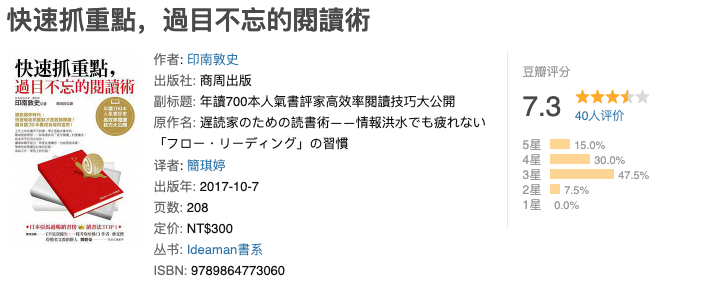 快速抓重點，過目不忘的閱讀術
快速抓重點，
過目不忘的閱讀術
印南敦史
簡琪婷
年讀700本
人氣書評家
高效率閱讀
技巧大公開
★日本亞馬遜暢銷書榜 讀書法TOP1★
作者: 印南敦史
出版社: 商周出版
副标题: 年讀700本人氣書評家高效率閱讀技巧大公開
原作名: 遅読家のための読書術——情報洪水でも疲れない
「フロー・リーディング」の習慣
译者: 簡琪婷
出版年: 2017-10-7
页数: 208
定价: NT$300
丛书: Ideaman書系
ISBN: 9789864773060
豆瓣评分
7.3
40人评价
5星 15.0%
4星 30.0%
3星 47.5%
2星 7.5%
1星 0.0%